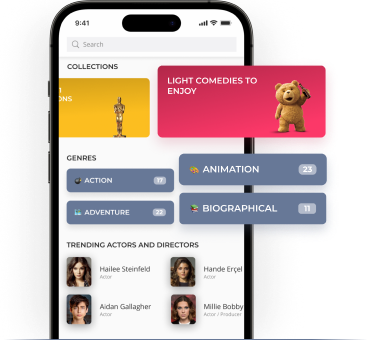 9:41
Search
COLLECTIONS
ONS
LIGHT COMEDIES TO
ENJOY
GENRES
ACTION 17
ANIMATION 23
ADVENTURE 22
BIOGRAPHICAL 11
TRENDING ACTORS AND DIRECTORS
Hailee Steinfeld
Actor
Hande Erçel
Actor
Aidan Gallagher
Actor
Millie Bobby
Actor / Producer